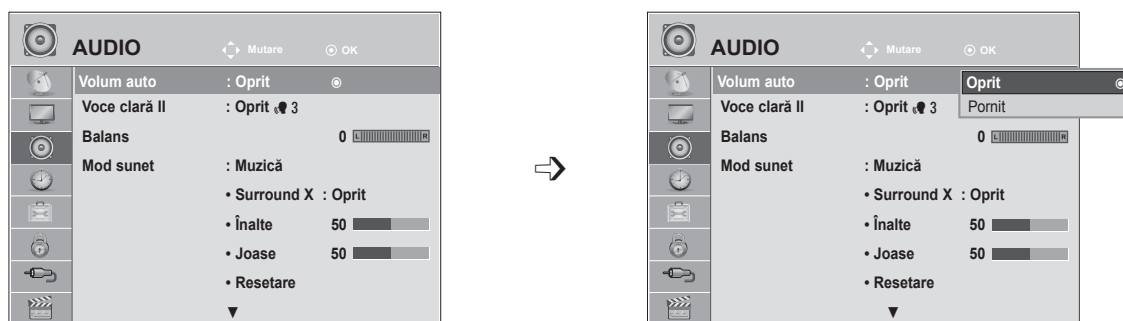 AUDIO Mutare OK
Volum auto : Oprit
Voce clară II : Oprit 3
Balans 0 L R
Mod sunet : Muzică
• Surround X : Oprit
• Înalte 50
• Joase 50
• Resetare
▼
AUDIO Mutare OK
Volum auto : Oprit
Oprit
Pornit
Voce clară II : Oprit 3
Balans 0 L R
Mod sunet : Muzică
• Surround X : Oprit
• Înalte 50
• Joase 50
• Resetare
▼